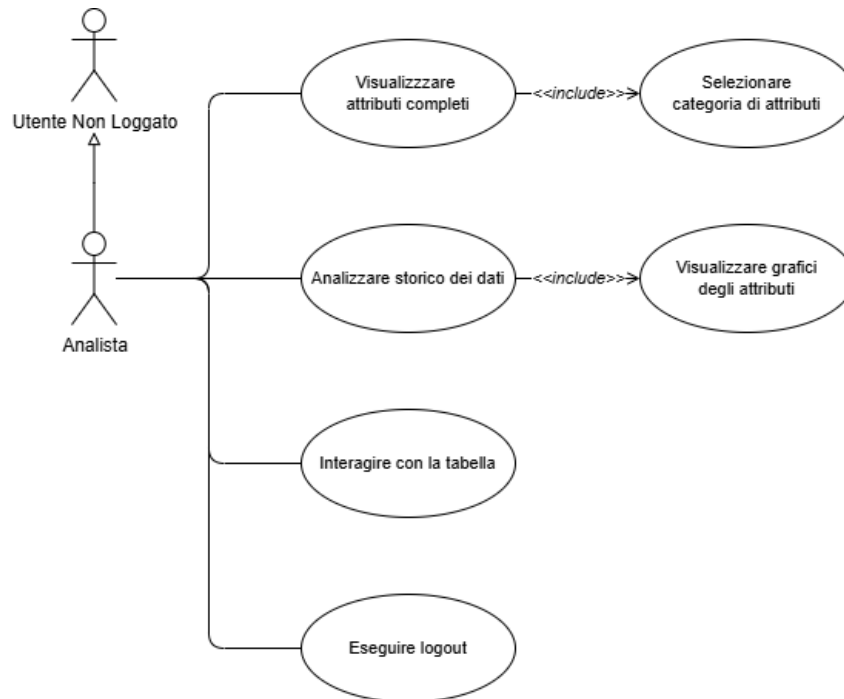 Utente Non Loggato
Analista
Visualizzzare
attributi completi
<<include>>
Selezionare
categoria di attributi
Analizzare storico dei dati
<<include>>
Visualizzare grafici
degli attributi
Interagire con la tabella
Eseguire logout